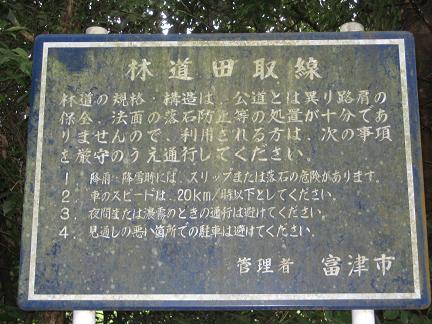 林道田取線
林道の規格・構造は、公道とは異り路肩の
保全、法面の落石防止等の処置が十分であ
りませんので、利用される方は、次の事項
を厳守のうえ通行してください。
1. 降雨・降雪時には、スリップまたは落石の危険があります。
2. 車のスピードは、20km/時以下としてください。
3. 夜間または濃霧のときの通行は避けてください。
4. 見通しの悪い箇所での駐車は避けてください。
管理者 富津市